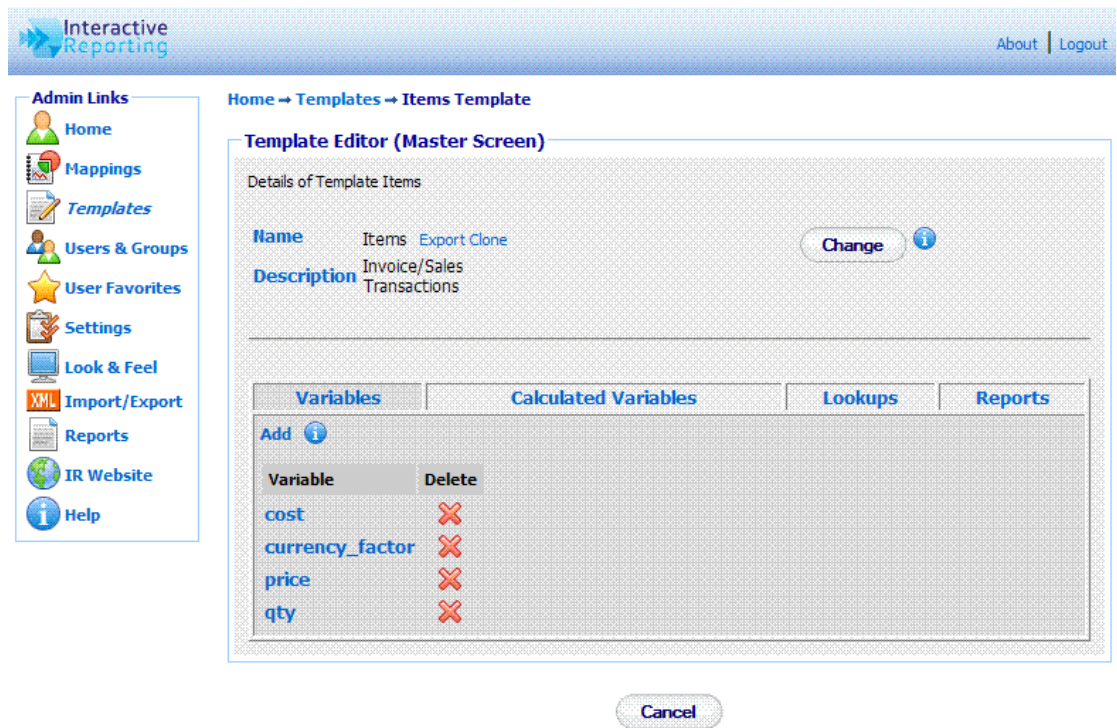 Interactive
Reporting
About | Logout
Admin Links
Home
Mappings
Templates
Users & Groups
User Favorites
Settings
Look & Feel
XML Import/Export
Reports
IR Website
Help
Home → Templates → Items Template
Template Editor (Master Screen)
Details of Template Items
Name Items Export Clone Change i
Description Invoice/Sales
Transactions
Variables Calculated Variables Lookups Reports
Add i
Variable Delete
cost
currency_factor
price
qty
Cancel